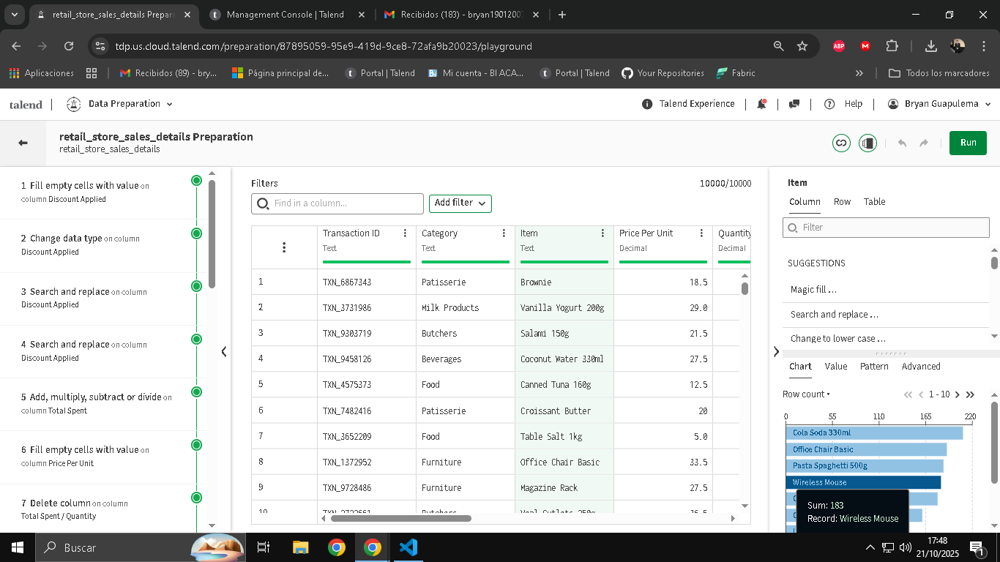 retail_store_sales_details Prepara
Management Console | Talend
Recibidos (183) - bryan1901200
tdp.us.cloud.talend.com/preparation/87895059-95e9-419d-9ce8-72afa9b20023/playground
ABP
M
Aplicaciones
Recibidos (89) - bry...
Página principal de...
Portal | Talend
Mi cuenta - BI ACA...
Portal | Talend
Your Repositories
Fabric
Todos los marcadores
talend
Data Preparation
Talend Experience
Help
Bryan Guapulema
retail_store_sales_details Preparation
retail_store_sales_details
Run
1 Fill empty cells with value on
column Discount Applied
2 Change data type on column
Discount Applied
3 Search and replace on column
Discount Applied
4 Search and replace on column
Discount Applied
5 Add, multiply, subtract or divide on
column Total Spent
6 Fill empty cells with value on
column Price Per Unit
7 Delete column on column
Total Spent / Quantity
Filters
10000/10000
Find in a column...
Add filter
Transaction ID Category Item Price Per Unit Quantity
Text Text Text Decimal Decimal
1 TXN_6867343 Patisserie Brownie 18.5
2 TXN_3731986 Milk Products Vanilla Yogurt 200g 29.0
3 TXN_9303719 Butchers Salami 150g 21.5
4 TXN_9458126 Beverages Coconut Water 330ml 27.5
5 TXN_4575373 Food Canned Tuna 160g 12.5
6 TXN_7482416 Patisserie Croissant Butter 20
7 TXN_3652209 Food Table Salt 1kg 5.0
8 TXN_1372952 Furniture Office Chair Basic 33.5
9 TXN_9728486 Furniture Magazine Rack 27.5
Item
Column Row Table
Filter
SUGGESTIONS
Magic fill ...
Search and replace ...
Change to lower case ...
Chart Value Pattern Advanced
Row count
1 - 10
0 55 110 165 220
Cola Soda 330ml
Office Chair Basic
Pasta Spaghetti 500g
Wireless Mouse
Sum: 183
Record: Wireless Mouse
Buscar
17:48
21/10/2025
1